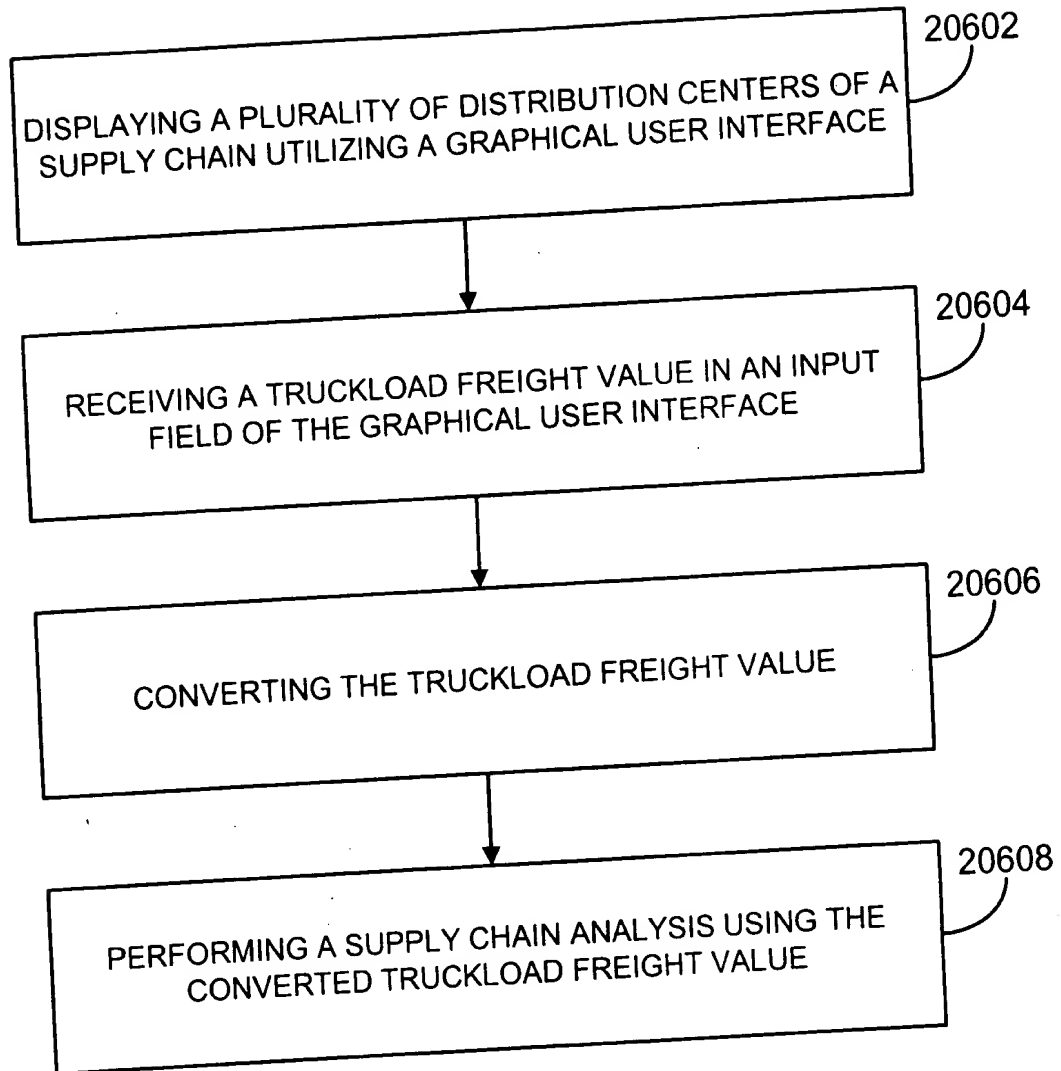 20602
DISPLAYING A PLURALITY OF DISTRIBUTION CENTERS OF A
SUPPLY CHAIN UTILIZING A GRAPHICAL USER INTERFACE
20604
RECEIVING A TRUCKLOAD FREIGHT VALUE IN AN INPUT
FIELD OF THE GRAPHICAL USER INTERFACE
20606
CONVERTING THE TRUCKLOAD FREIGHT VALUE
20608
PERFORMING A SUPPLY CHAIN ANALYSIS USING THE
CONVERTED TRUCKLOAD FREIGHT VALUE